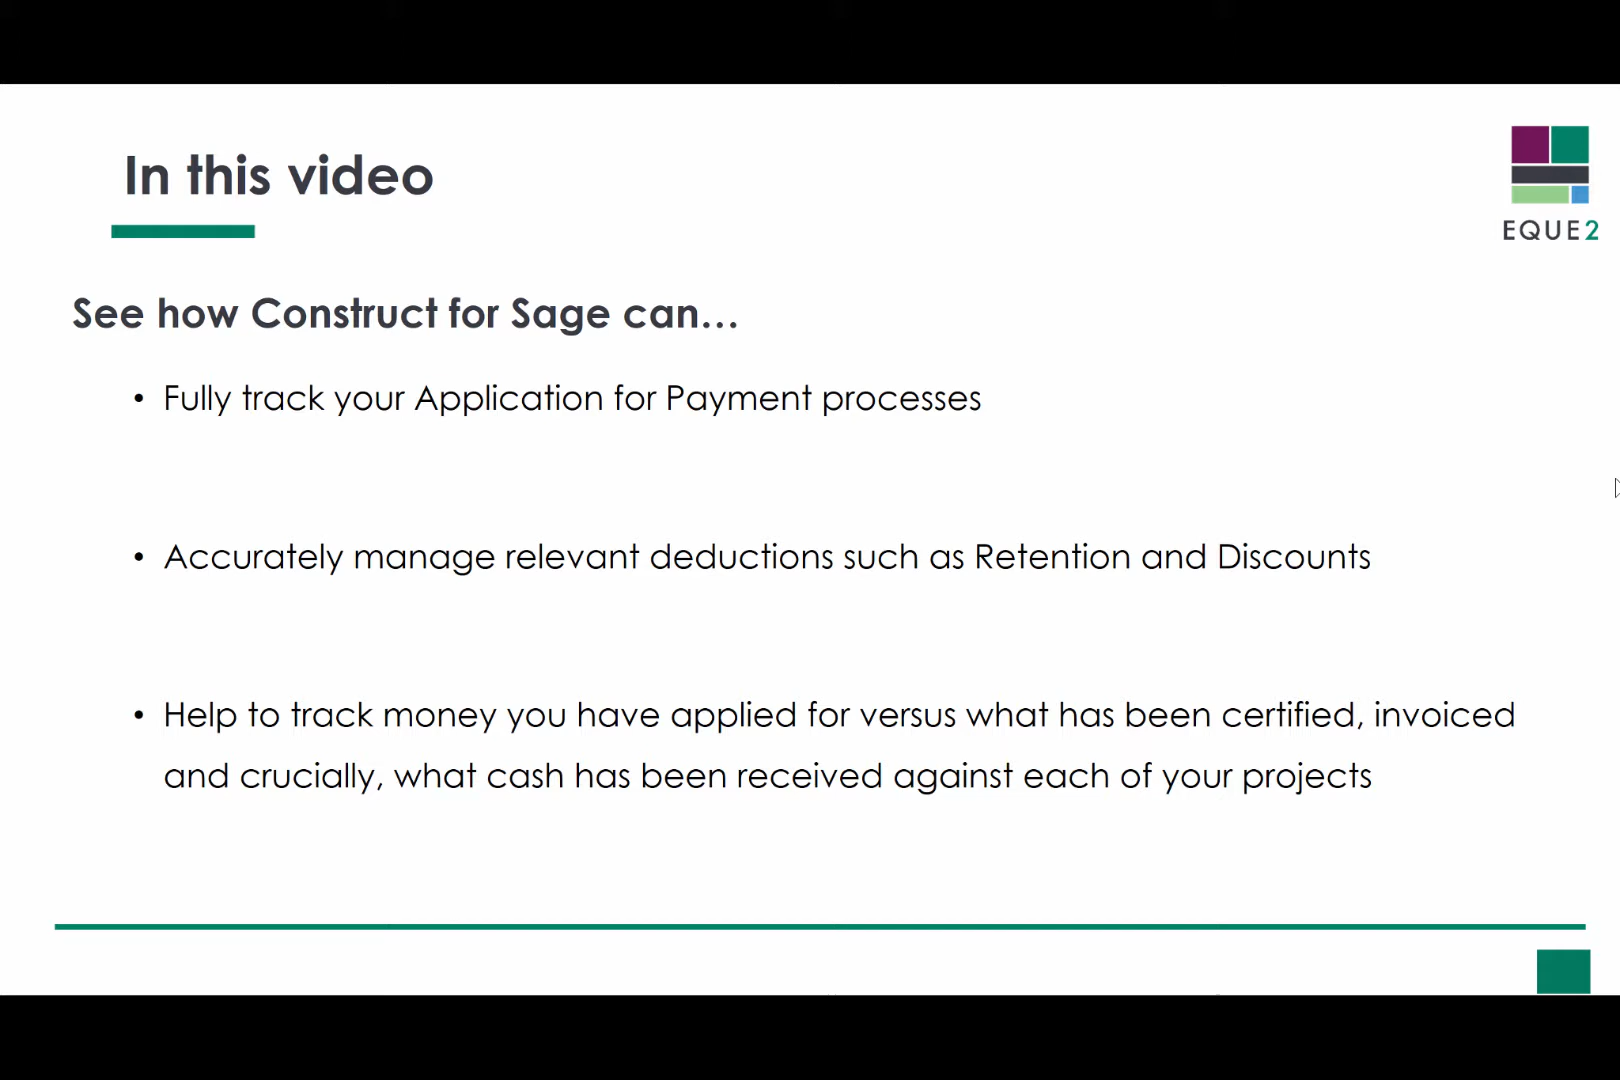 In this video
EQUE2
See how Construct for Sage can...
• Fully track your Application for Payment processes
• Accurately manage relevant deductions such as Retention and Discounts
• Help to track money you have applied for versus what has been certified, invoiced
and crucially, what cash has been received against each of your projects